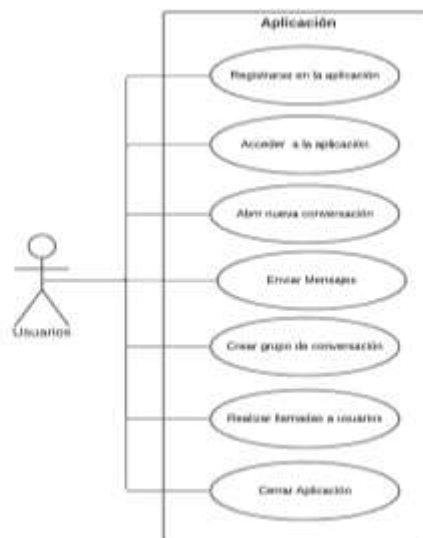 Aplicación
Registrarse en la aplicación
Acceder a la aplicación
Abrir nueva conversación
Enviar Mensajes
Usuarios
Crear grupo de conversación
Realizar llamadas a usuarios
Cerrar Aplicación